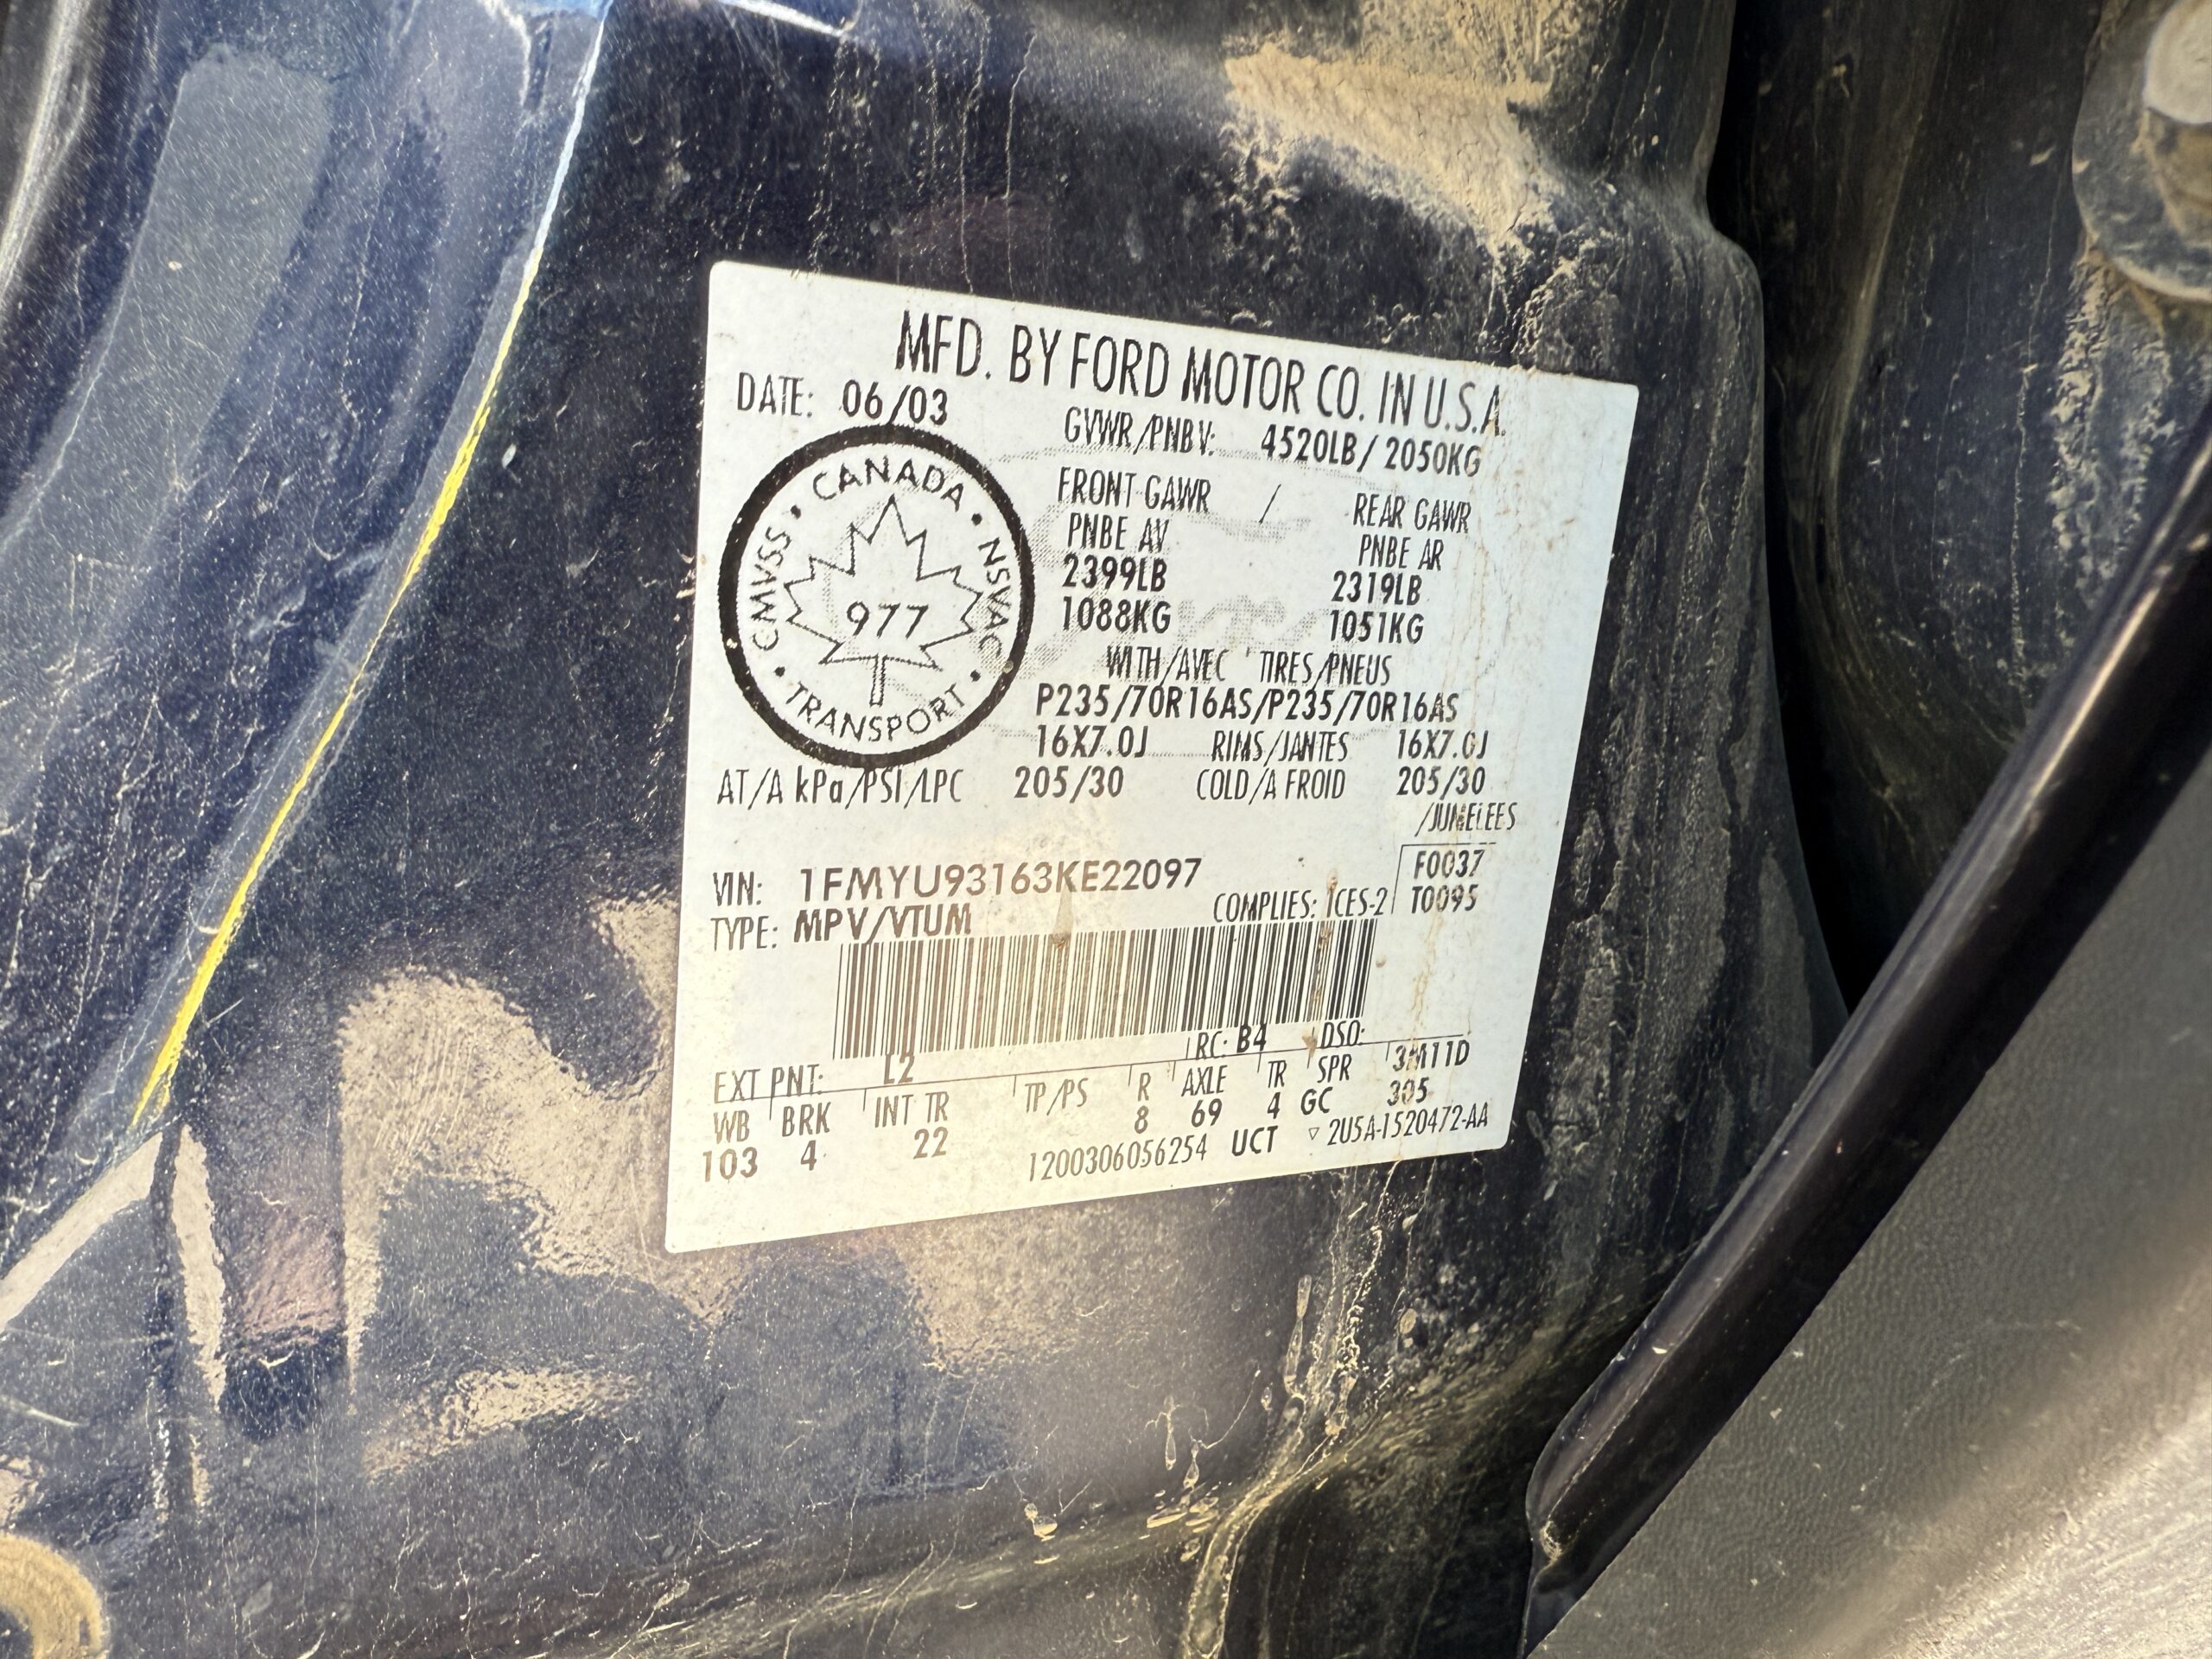 MFD. BY FORD MOTOR CO. IN U.S.A.
DATE: 06/03
GVWR/PNBV: 4520LB/ 2050KG
CANADA • NSVAC • TRANSPORT • CMVSS •
977
FRONT GAWR / REAR GAWR
PNBE AV PNBE AR
2399LB 2319LB
1088KG 1051KG
WITH/AVEC TIRES/PNEUS
P235/70R16AS/P235/70R16AS
16X7.0J RIMS/JANTES 16X7.0J
AT/A kPa/PSI/LPC 205/30 COLD/A FROID 205/30
/JUMELEES
VIN: 1FMYU93163KE22097
F0037
TYPE: MPV/VTUM COMPLIES: ICES-2 T0095
EXT PNT: L2 RC: B4 DSO:
WB BRK INT TR TP/PS R AXLE TR SPR 3M11D
103 4 22 8 69 4 GC 305
1200306056254 UCT ▽ 2U5A-1520472-AA